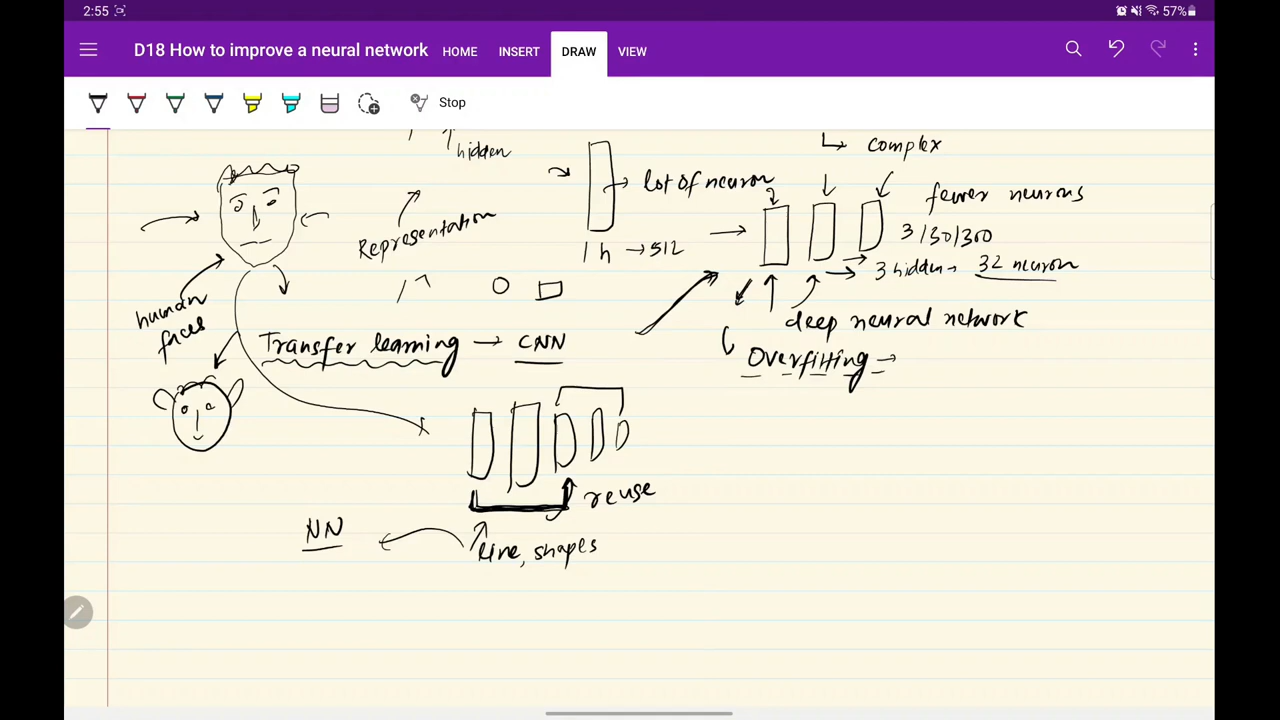 2:55
57%
D18 How to improve a neural network
HOME
INSERT
DRAW
VIEW
Stop
hidden
complex
lot of neuron
fewer neurons
Representation
3/30/300
1 h → 512
3 hidden → 32 neuron
human
faces
deep neural network
Transfer learning → CNN
Overfitting →
reuse
NN
line, shapes